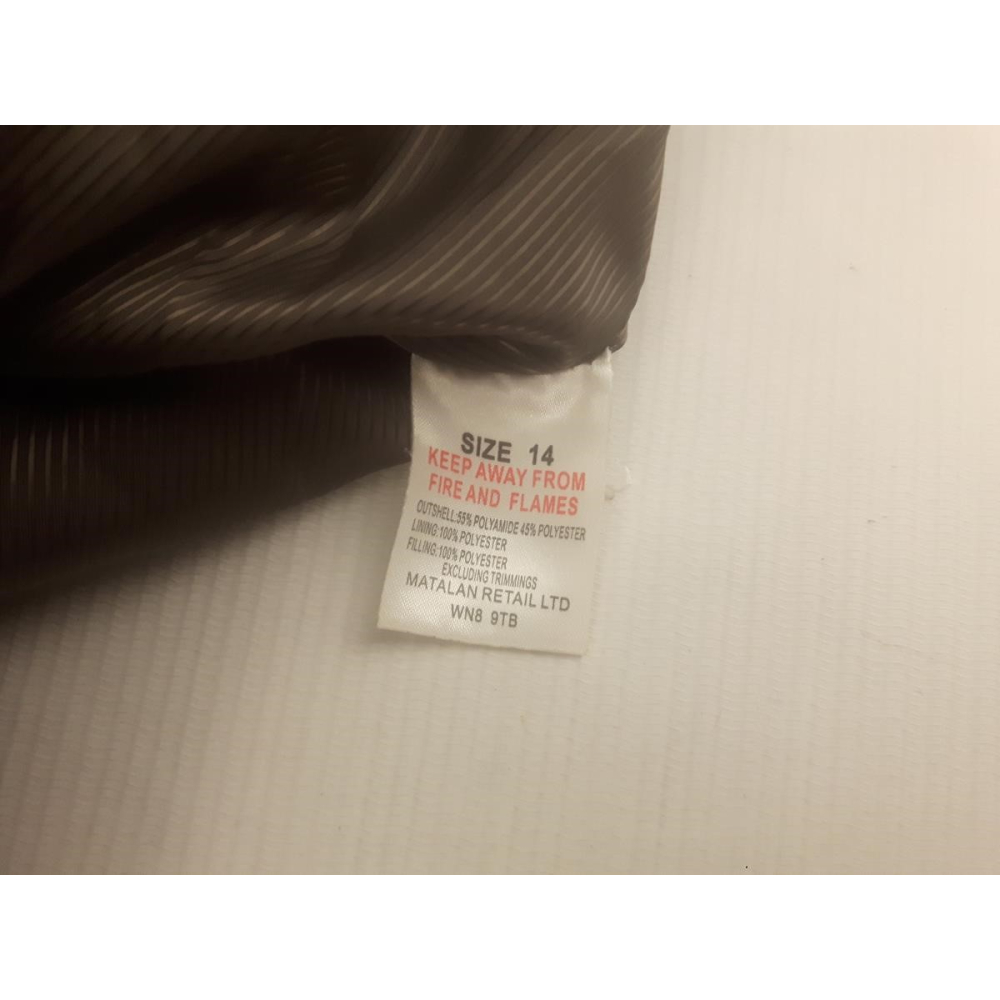 SIZE 14
KEEP AWAY FROM
FIRE AND FLAMES
OUTSHELL:55% POLYAMIDE 45% POLYESTER
LINING:100% POLYESTER
FILLING:100% POLYESTER
EXCLUDING TRIMMINGS
MATALAN RETAIL LTD
WN8 9TB